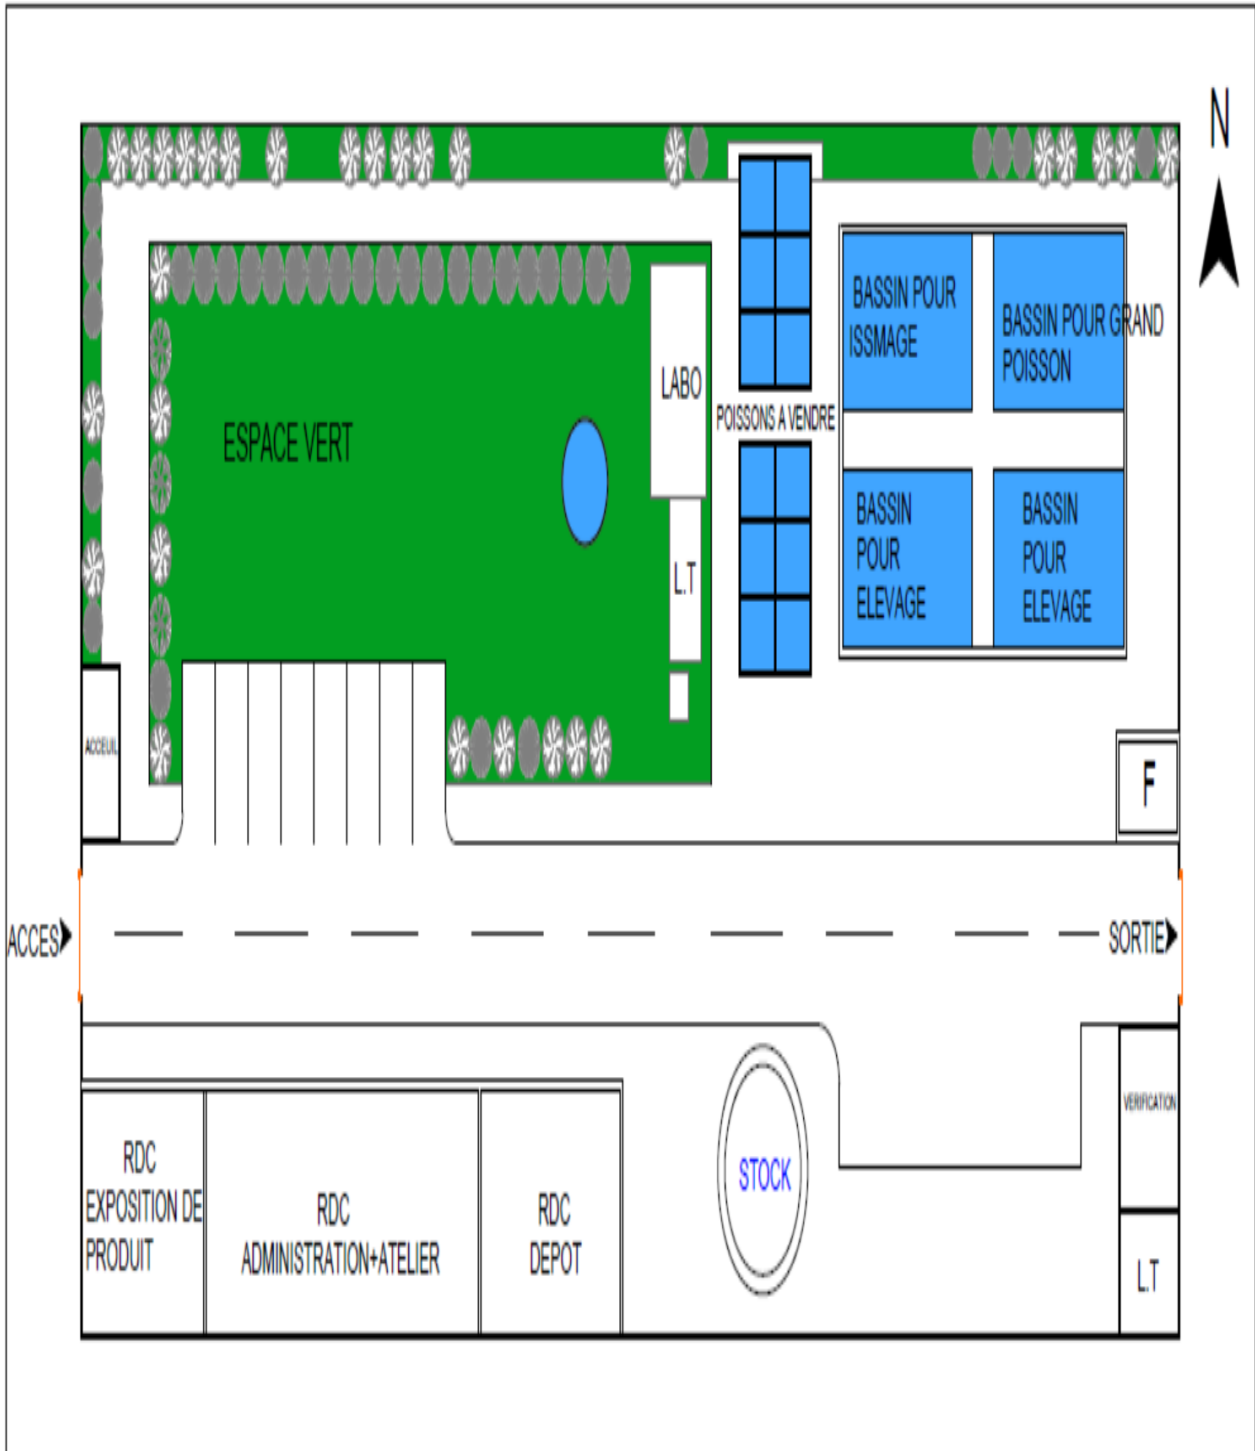 N
BASSIN POUR
ISSMAGE
BASSIN POUR GRAND
POISSON
LABO
POISSONS A VENDRE
ESPACE VERT
BASSIN
POUR
ELEVAGE
BASSIN
POUR
ELEVAGE
L.T
ACCEUIL
F
ACCES
SORTIE
VERIFICATION
RDC
EXPOSITION DE
PRODUIT
RDC
ADMINISTRATION+ATELIER
RDC
DEPOT
STOCK
L.T